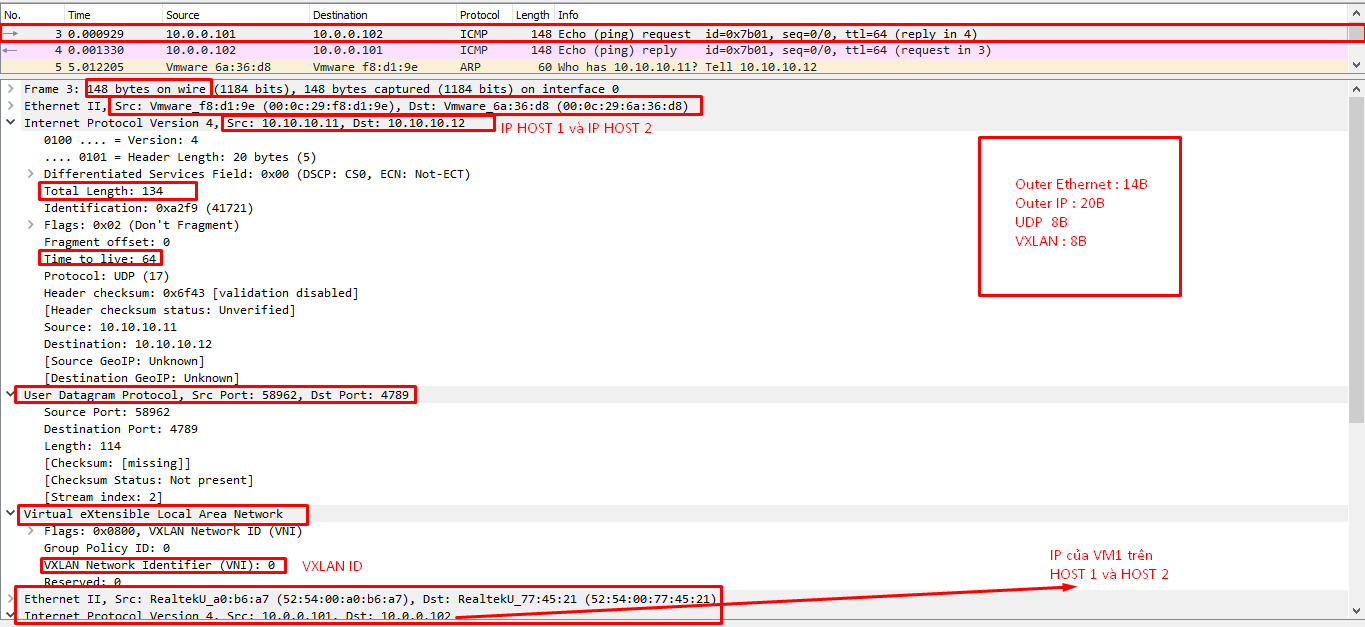 No. Time Source Destination Protocol Length Info
3 0.000929 10.0.0.101 10.0.0.102 ICMP 148 Echo (ping) request id=0x7b01, seq=0/0, ttl=64 (reply in 4)
4 0.001330 10.0.0.102 10.0.0.101 ICMP 148 Echo (ping) reply id=0x7b01, seq=0/0, ttl=64 (request in 3)
5 5.012205 Vmware_6a:36:d8 Vmware_f8:d1:9e ARP 60 Who has 10.10.10.11? Tell 10.10.10.12
Frame 3: 148 bytes on wire (1184 bits), 148 bytes captured (1184 bits) on interface 0
Ethernet II, Src: Vmware_f8:d1:9e (00:0c:29:f8:d1:9e), Dst: Vmware_6a:36:d8 (00:0c:29:6a:36:d8)
Internet Protocol Version 4, Src: 10.10.10.11, Dst: 10.10.10.12
IP HOST 1 và IP HOST 2
0100 .... = Version: 4
.... 0101 = Header Length: 20 bytes (5)
Differentiated Services Field: 0x00 (DSCP: CS0, ECN: Not-ECT)
Total Length: 134
Identification: 0xa2f9 (41721)
Flags: 0x02 (Don't Fragment)
Fragment offset: 0
Time to live: 64
Protocol: UDP (17)
Header checksum: 0x6f43 [validation disabled]
[Header checksum status: Unverified]
Source: 10.10.10.11
Destination: 10.10.10.12
[Source GeoIP: Unknown]
[Destination GeoIP: Unknown]
Outer Ethernet : 14B
Outer IP : 20B
UDP 8B
VXLAN : 8B
User Datagram Protocol, Src Port: 58962, Dst Port: 4789
Source Port: 58962
Destination Port: 4789
Length: 114
[Checksum: [missing]]
[Checksum Status: Not present]
[Stream index: 2]
Virtual eXtensible Local Area Network
Flags: 0x0800, VXLAN Network ID (VNI)
Group Policy ID: 0
VXLAN Network Identifier (VNI): 0
VXLAN ID
Reserved: 0
Ethernet II, Src: RealtekU_a0:b6:a7 (52:54:00:a0:b6:a7), Dst: RealtekU_77:45:21 (52:54:00:77:45:21)
Internet Protocol Version 4, Src: 10.0.0.101, Dst: 10.0.0.102
IP của VM1 trên
HOST 1 và HOST 2